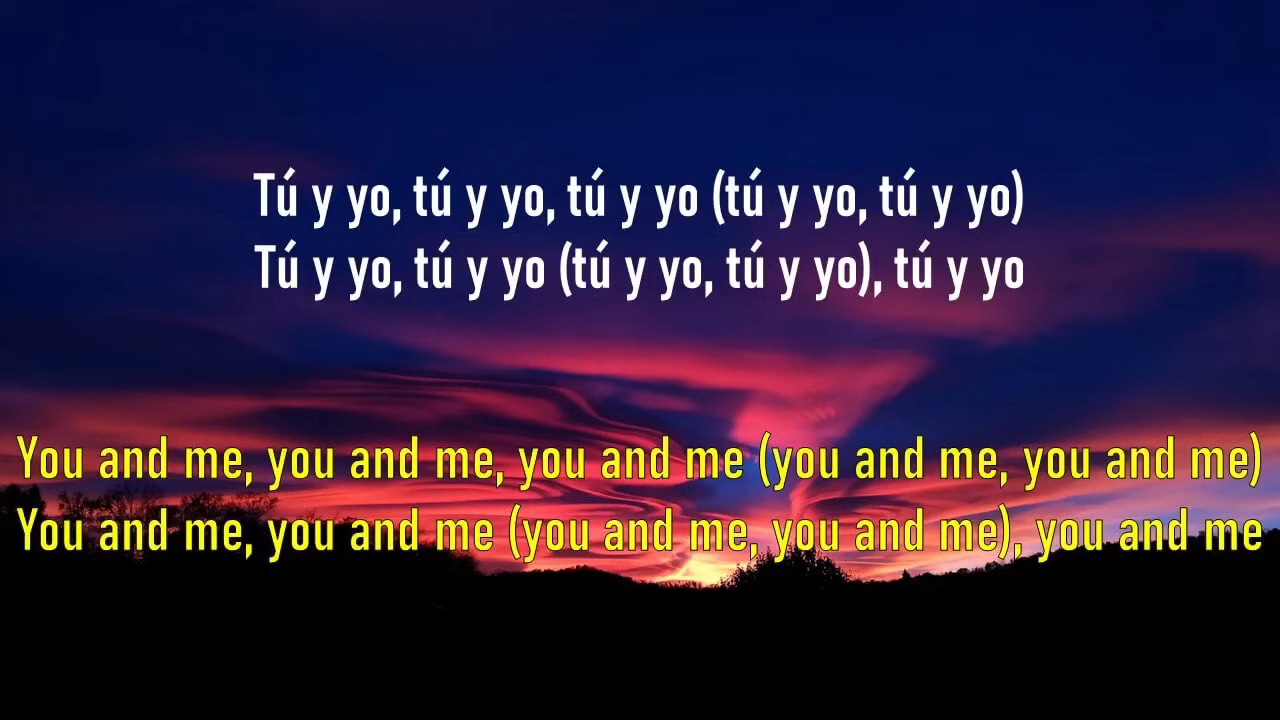 Tú y yo, tú y yo, tú y yo (tú y yo, tú y yo)
Tú y yo, tú y yo (tú y yo, tú y yo), tú y yo
You and me, you and me, you and me (you and me, you and me)
You and me, you and me (you and me, you and me), you and me